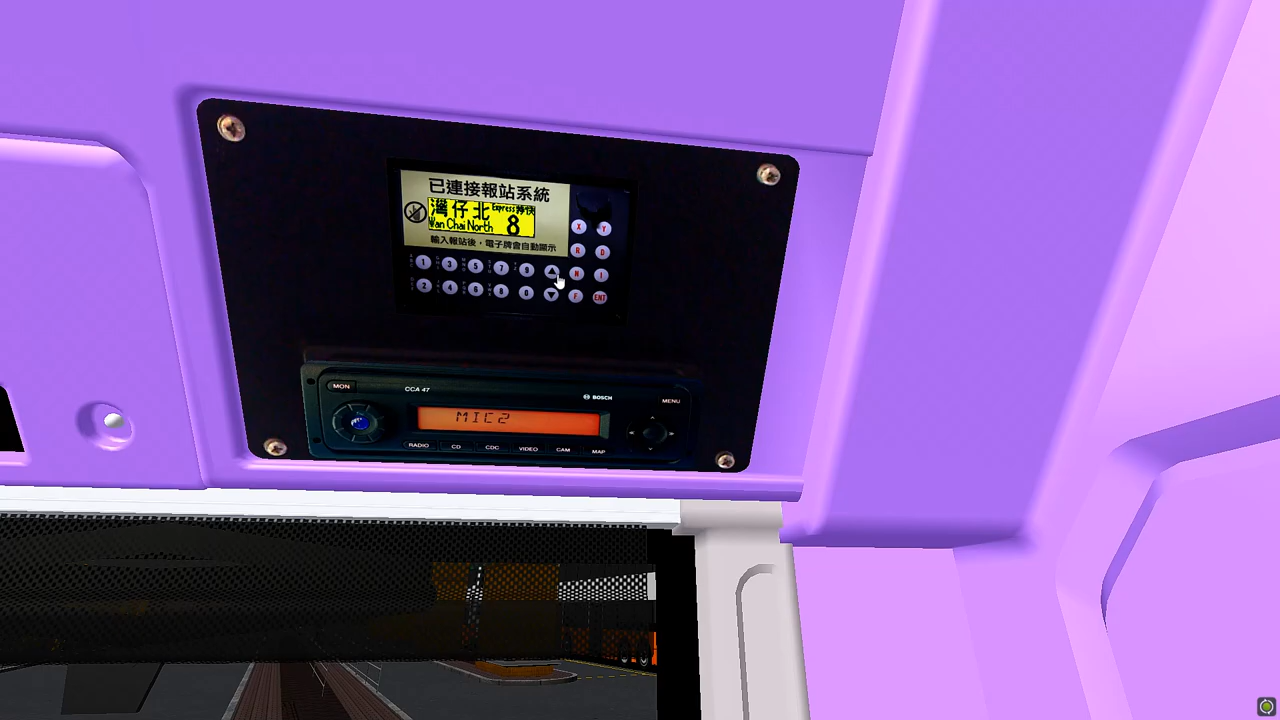 已連接報站系統
灣仔北 Express 特快
Wan Chai North 8
輸入報站後，電子牌會自動顯示
X Y
R D
1 3 5 7 9 ▲ N I
2 4 6 8 0 ▼ F ENT
MON CCA 47 BOSCH MENU
MIC2
RADIO CD CDC VIDEO CAM MAP